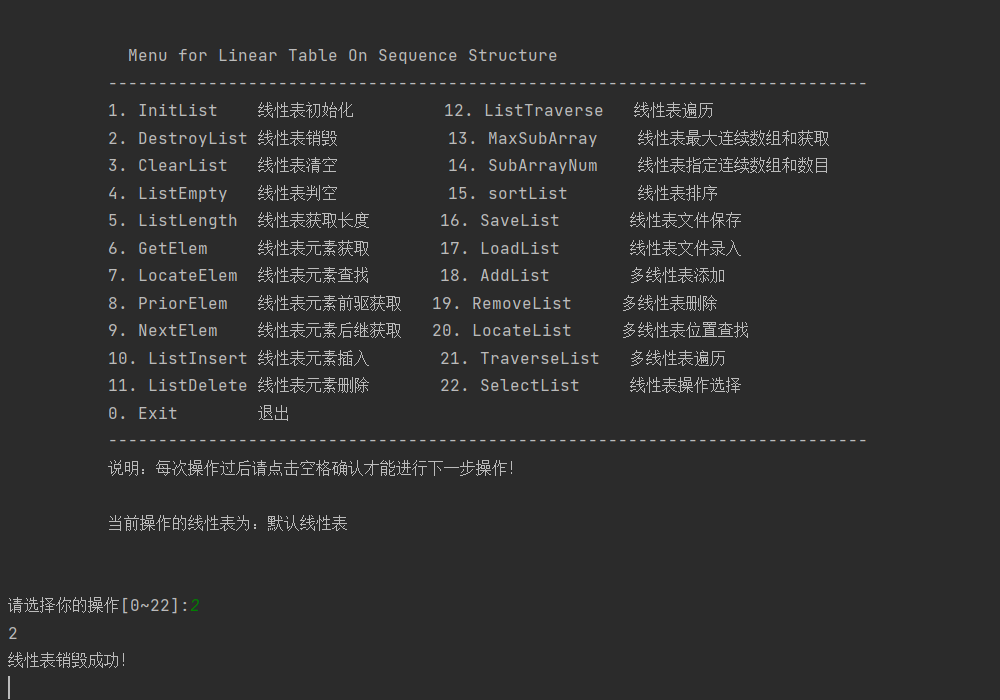 Menu for Linear Table On Sequence Structure
----------------------------------------------------------------------------
1. InitList 线性表初始化 12. ListTraverse 线性表遍历
2. DestroyList 线性表销毁 13. MaxSubArray 线性表最大连续数组和获取
3. ClearList 线性表清空 14. SubArrayNum 线性表指定连续数组和数目
4. ListEmpty 线性表判空 15. sortList 线性表排序
5. ListLength 线性表获取长度 16. SaveList 线性表文件保存
6. GetElem 线性表元素获取 17. LoadList 线性表文件录入
7. LocateElem 线性表元素查找 18. AddList 多线性表添加
8. PriorElem 线性表元素前驱获取 19. RemoveList 多线性表删除
9. NextElem 线性表元素后继获取 20. LocateList 多线性表位置查找
10. ListInsert 线性表元素插入 21. TraverseList 多线性表遍历
11. ListDelete 线性表元素删除 22. SelectList 线性表操作选择
0. Exit 退出
----------------------------------------------------------------------------
说明：每次操作过后请点击空格确认才能进行下一步操作！
当前操作的线性表为：默认线性表
请选择你的操作[0~22]:2
2
线性表销毁成功！